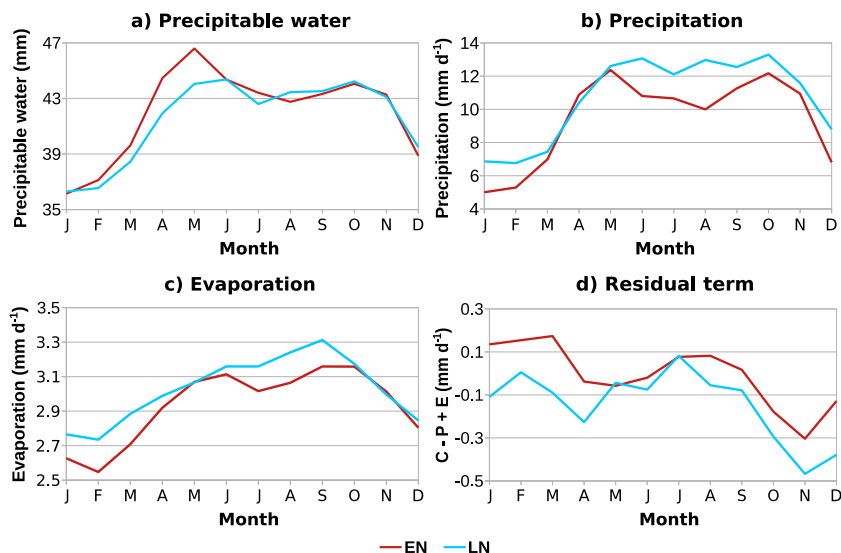 a) Precipitable water
Precipitable water (mm)
47
43
39
35
J F M A M J J A S O N D
Month
b) Precipitation
Precipitation (mm d⁻¹)
14
12
10
8
6
4
J F M A M J J A S O N D
Month
c) Evaporation
Evaporation (mm d⁻¹)
3.5
3.3
3.1
2.9
2.7
2.5
J F M A M J J A S O N D
Month
d) Residual term
C - P + E (mm d⁻¹)
0.3
0.1
-0.1
-0.3
-0.5
J F M A M J J A S O N D
Month
EN LN